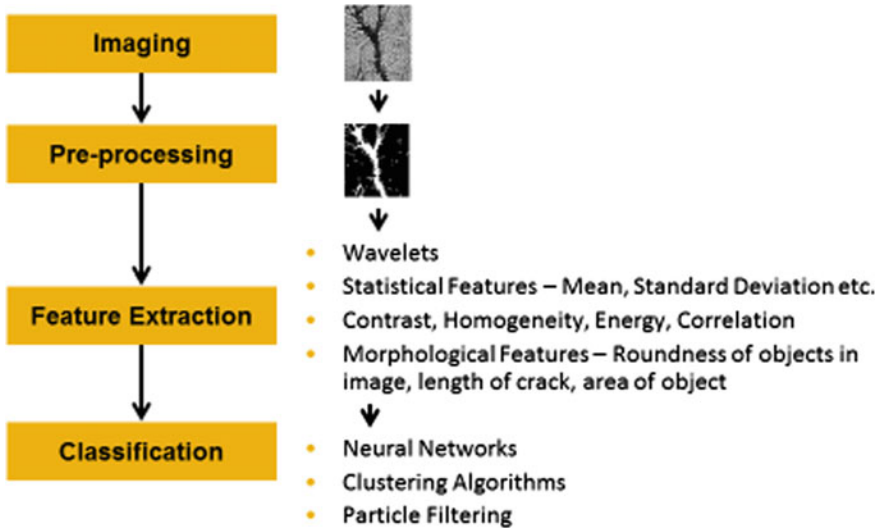 Imaging
Pre-processing
Feature Extraction
Classification
• Wavelets
• Statistical Features – Mean, Standard Deviation etc.
• Contrast, Homogeneity, Energy, Correlation
• Morphological Features – Roundness of objects in
image, length of crack, area of object
• Neural Networks
• Clustering Algorithms
• Particle Filtering